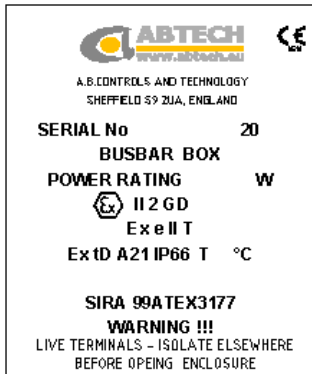 ABTECH
www.abtech.eu
CE
A.B.CONTROLS AND TECHNOLOGY
SHEFFIELD S9 2UA, ENGLAND
SERIAL No 20
BUSBAR BOX
POWER RATING W
Ex II 2 GD
Ex e II T
Ex tD A21 IP66 T °C
SIRA 99ATEX3177
WARNING !!!
LIVE TERMINALS - ISOLATE ELSEWHERE
BEFORE OPEING ENCLOSURE